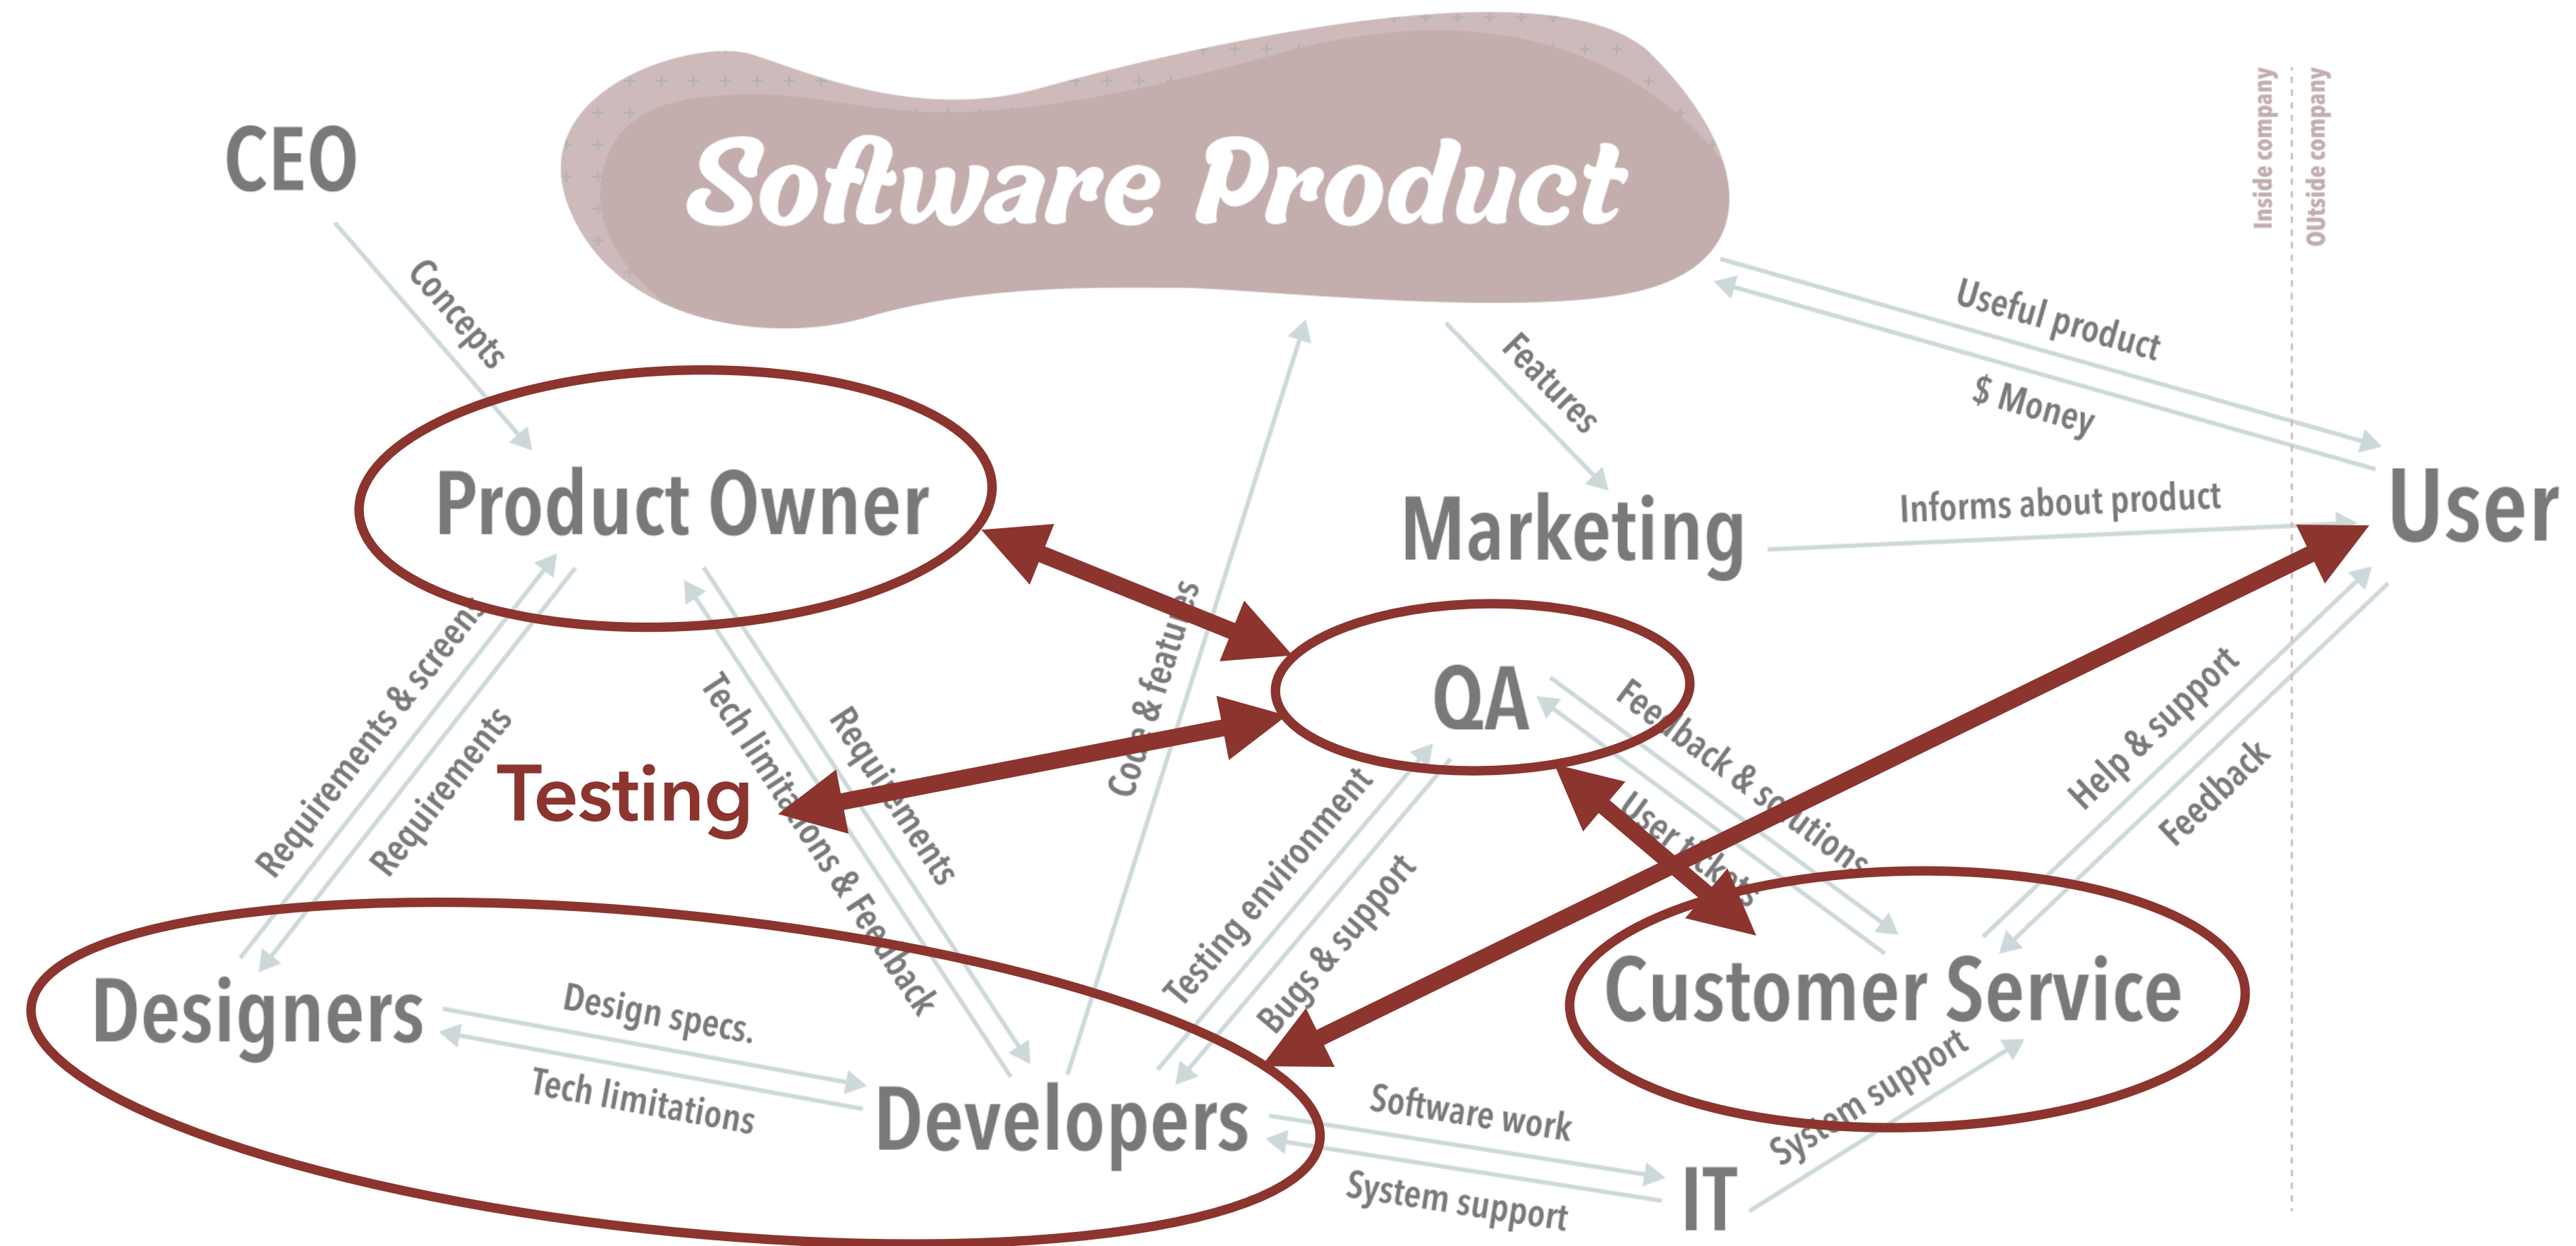 Software Product
CEO
Inside company
OUtside company
Concepts
Useful product
$ Money
Features
Product Owner
Marketing
Informs about product
User
Code & features
QA
Requirements & screens
Requirements
Tech limitations & Feedback
Requirements
Testing
Feedback & solutions
User tickets
Help & support
Feedback
Testing environment
Bugs & support
Designers
Design specs.
Tech limitations
Developers
Customer Service
Software work
System support
System support
IT